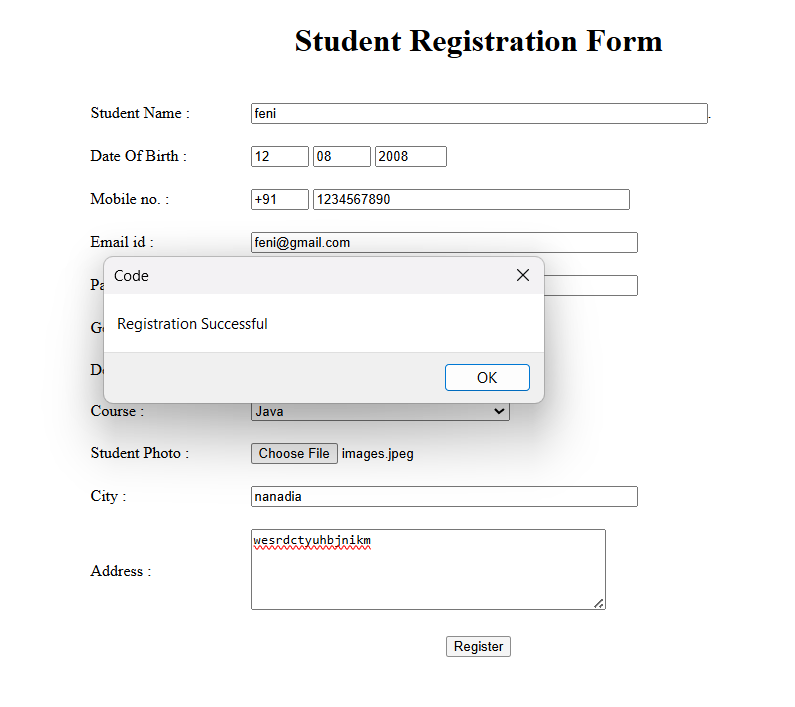 Student Registration Form
Student Name : feni .
Date Of Birth : 12 08 2008
Mobile no. : +91 1234567890
Email id : feni@gmail.com
Code
Registration Successful
OK
Course : Java
Student Photo : Choose File images.jpeg
City : nanadia
wesrdctyuhbjnikm
Address :
Register